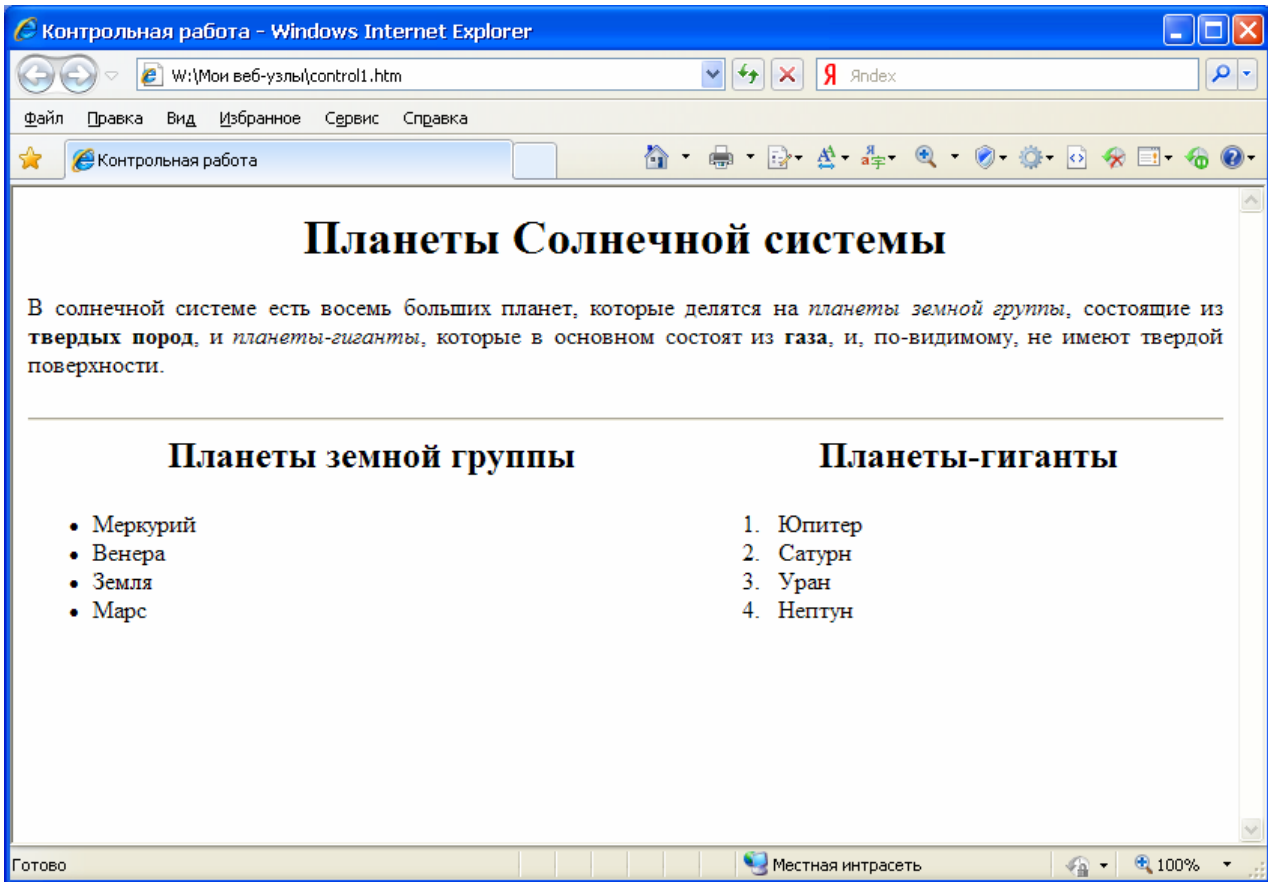 Контрольная работа - Windows Internet Explorer
W:\Мои веб-узлы\control1.htm
Я Яndex
Файл Правка Вид Избранное Сервис Справка
Контрольная работа
Планеты Солнечной системы
В солнечной системе есть восемь больших планет, которые делятся на планеты земной группы, состоящие из
твердых пород, и планеты-гиганты, которые в основном состоят из газа, и, по-видимому, не имеют твердой
поверхности.
Планеты земной группы
• Меркурий
• Венера
• Земля
• Марс
Планеты-гиганты
1. Юпитер
2. Сатурн
3. Уран
4. Нептун
Готово
Местная интрасеть
100%